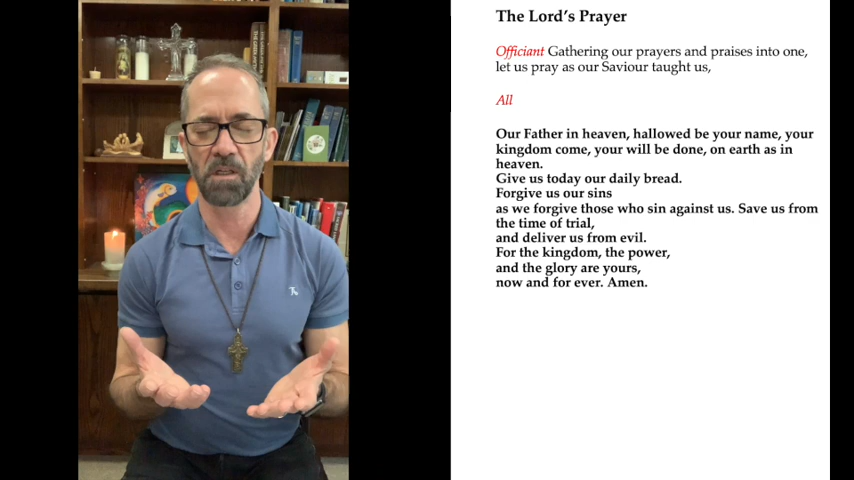 The Lord's Prayer
Officiant Gathering our prayers and praises into one,
let us pray as our Saviour taught us,
All
Our Father in heaven, hallowed be your name, your
kingdom come, your will be done, on earth as in
heaven.
Give us today our daily bread.
Forgive us our sins
as we forgive those who sin against us. Save us from
the time of trial,
and deliver us from evil.
For the kingdom, the power,
and the glory are yours,
now and for ever. Amen.